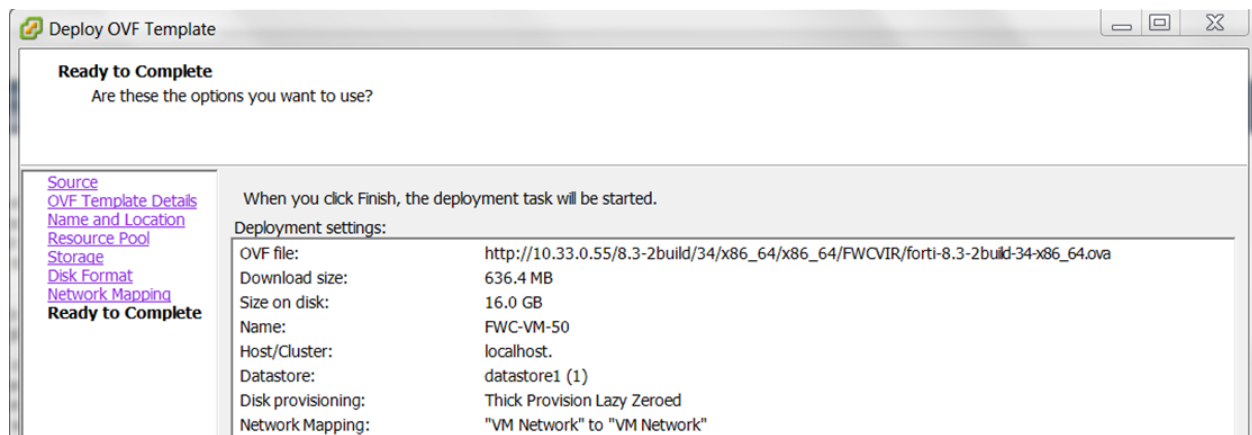 Deploy OVF Template
Ready to Complete
Are these the options you want to use?
Source
OVF Template Details
Name and Location
Resource Pool
Storage
Disk Format
Network Mapping
Ready to Complete
When you click Finish, the deployment task will be started.
Deployment settings:
OVF file: http://10.33.0.55/8.3-2build/34/x86_64/x86_64/FWCVIR/forti-8.3-2build-34-x86_64.ova
Download size: 636.4 MB
Size on disk: 16.0 GB
Name: FWC-VM-50
Host/Cluster: localhost.
Datastore: datastore1 (1)
Disk provisioning: Thick Provision Lazy Zeroed
Network Mapping: "VM Network" to "VM Network"